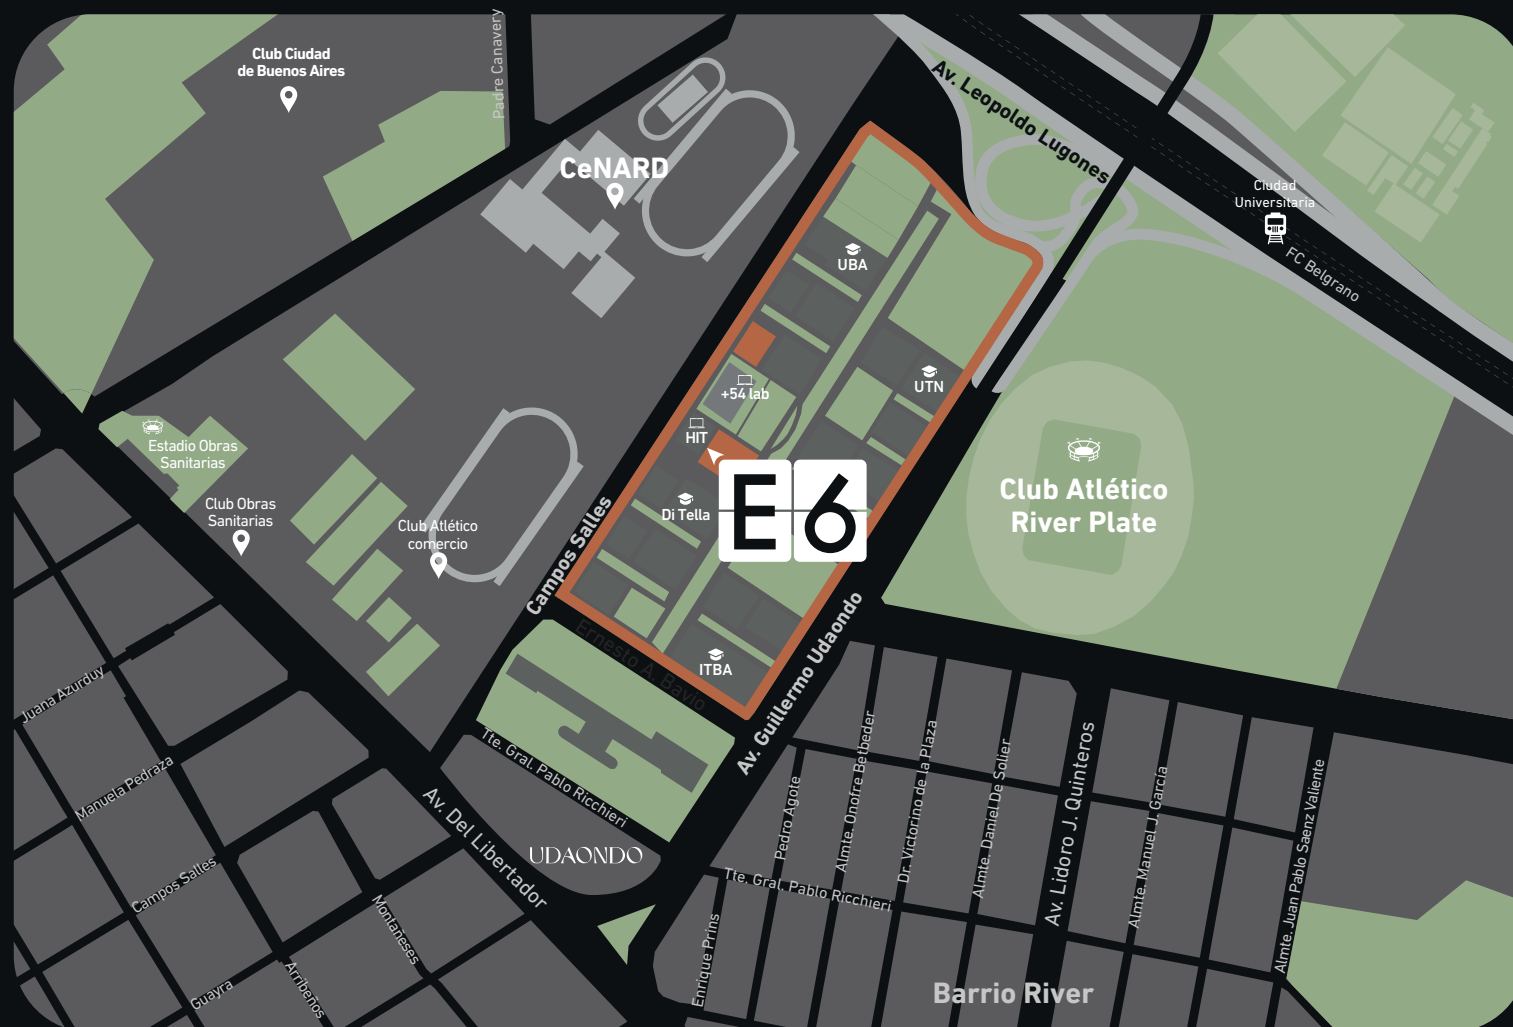 Padre Canavery
Club Ciudad
de Buenos Aires
Av. Leopoldo Lugones
CeNARD
Ciudad
Universitaria
FC Belgrano
UBA
UTN
+54 lab
HIT
Di Tella
E6
ITBA
Estadio Obras
Sanitarias
Club Obras
Sanitarias
Club Atlético
comercio
Campos Salles
Club Atlético
River Plate
Ernesto A. Bavio
Av. Guillermo Udaondo
Juana Azurduy
Manuela Pedraza
Campos Salles
Guayra
Arribeños
Montañeses
Av. Del Libertador
Tte. Gral. Pablo Ricchieri
UDAONDO
Tte. Gral. Pablo Ricchieri
Enrique Prins
Pedro Agote
Almte. Onofre Betbeder
Dr. Victorino de la Plaza
Almte. Daniel De Solier
Av. Lidoro J. Quinteros
Almte. Manuel J. García
Almte. Juan Pablo Saenz Valiente
Barrio River